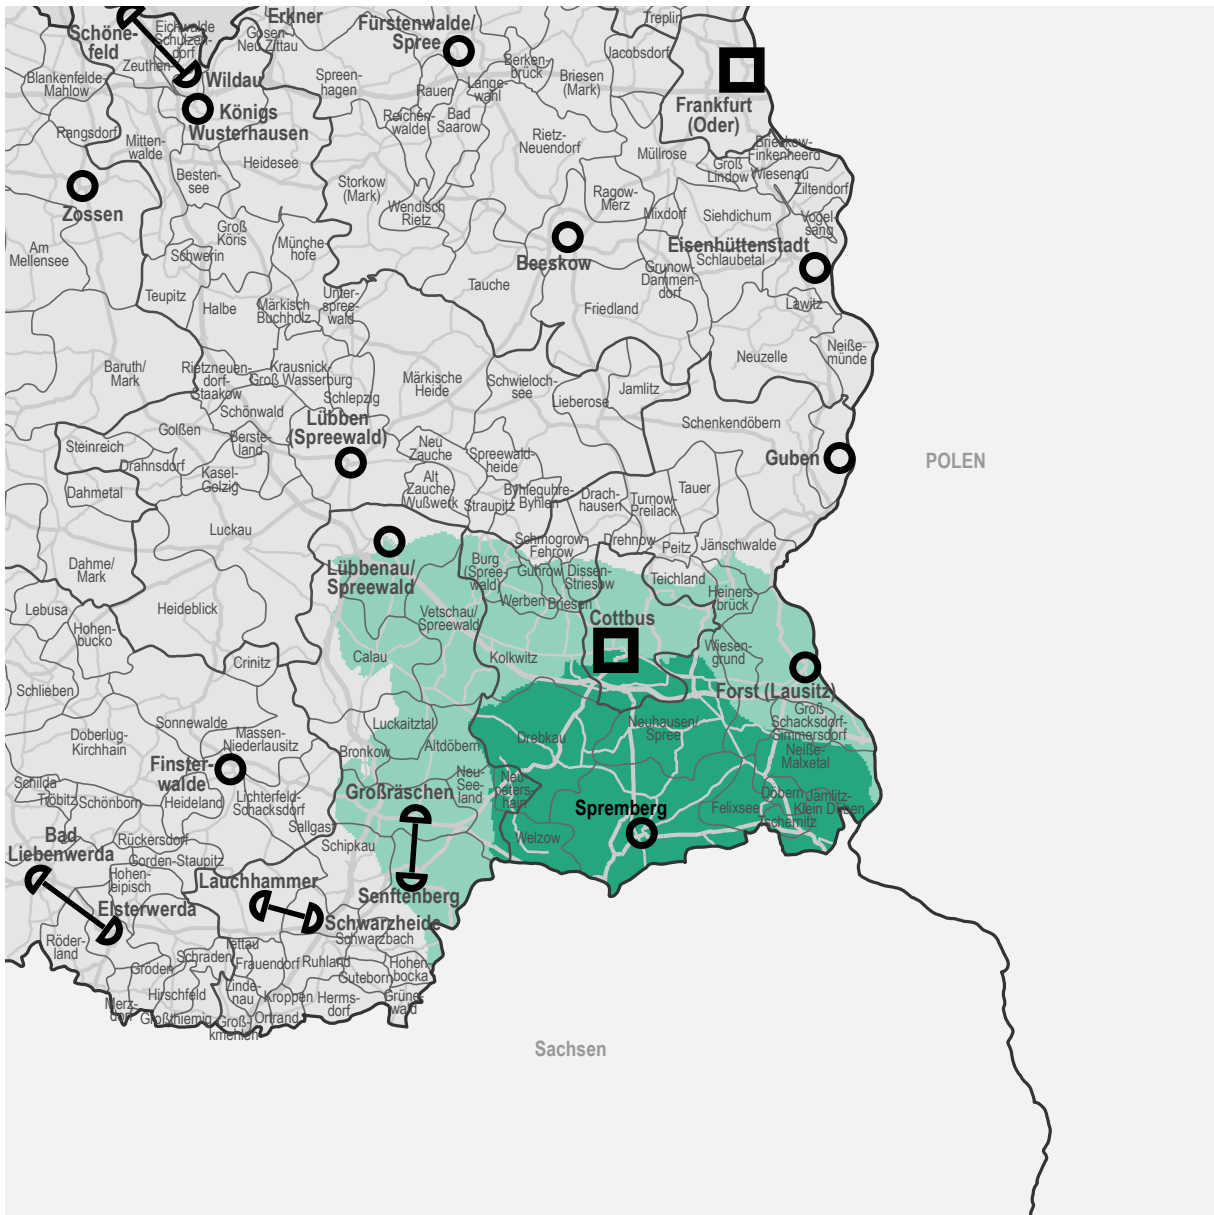 Treplin
Erkner
Fürstenwalde/
Spree
Schöne-
feld
Eichwalde
Schulzen-
dorf
Gosen-
Neu Zittau
Jacobsdorf
Zeuthen
Berken-
brück
Blankenfelde-
Mahlow
Wildau
Spreen-
hagen
Rauen
Lange-
wahl
Briesen
(Mark)
Frankfurt
(Oder)
Königs
Wusterhausen
Reichen-
walde
Bad
Saarow
Rangsdorf
Mitten-
walde
Rietz-
Neuendorf
Müllrose
Brieskow-
Finkenheerd
Heidesee
Groß
Lindow
Wiesenau
Ziltendorf
Besten-
see
Storkow
(Mark)
Ragow-
Merz
Zossen
Wendisch
Rietz
Mixdorf
Siehdichum
Vogel-
sang
Groß
Köris
Münche-
hofe
Am
Mellensee
Schwerin
Beeskow
Eisenhüttenstadt
Schlaubetal
Grunow-
Dammen-
dorf
Teupitz
Halbe
Märkisch
Buchholz
Unter-
spree-
wald
Tauche
Friedland
Lawitz
Neuzelle
Neiße-
münde
Baruth/
Mark
Rietzneuen-
dorf-
Staakow
Krausnick-
Groß Wasserburg
Schlepzig
Märkische
Heide
Schwieloch-
see
Lieberose
Jamlitz
Schönwald
Schenkendöbern
Golßen
Lübben
(Spreewald)
Steinreich
Berste-
land
Neu
Zauche
Spreewald-
heide
Guben
POLEN
Drahnsdorf
Kasel-
Golzig
Dahmetal
Alt
Zauche-
Wußwerk
Straupitz
Byhleguhre-
Byhlen
Drach-
hausen
Turnow-
Preilack
Tauer
Luckau
Schmogrow-
Fehrow
Drehnow
Peitz
Jänschwalde
Dahme/
Mark
Lübbenau/
Spreewald
Burg
(Spree-
wald)
Guhrow
Dissen-
Striesow
Teichland
Heiners-
brück
Lebusa
Heideblick
Vetschau/
Spreewald
Werben
Briesen
Cottbus
Hohen-
bucko
Crinitz
Calau
Kolkwitz
Wiesen-
grund
Schlieben
Forst (Lausitz)
Sonnewalde
Luckaitztal
Neuhausen/
Spree
Groß
Schacksdorf-
Simmersdorf
Doberlug-
Kirchhain
Massen-
Niederlausitz
Bronkow
Altdöbern
Drebkau
Neiße-
Malxetal
Finster-
walde
Neu-
See-
land
Neu-
peters-
hain
Schilda
Tröbitz
Schönborn
Heideland
Lichterfeld-
Schacksdorf
Großräschen
Spremberg
Felixsee
Döbern
Jämlitz-
Klein Düben
Tschernitz
Sallgast
Bad
Liebenwerda
Rückersdorf
Schipkau
Welzow
Gorden-Staupitz
Hohen-
leipisch
Lauchhammer
Senftenberg
Elsterwerda
Schwarzheide
Schwarzbach
Röder-
land
Tettau
Schraden
Frauendorf
Ruhland
Hohen-
bocka
Gröden
Guteborn
Hirschfeld
Linde-
nau
Kroppen
Herms-
dorf
Grüne-
wald
Merz-
dorf
Großthiemig
Groß-
kmehlen
Ortrand
Sachsen